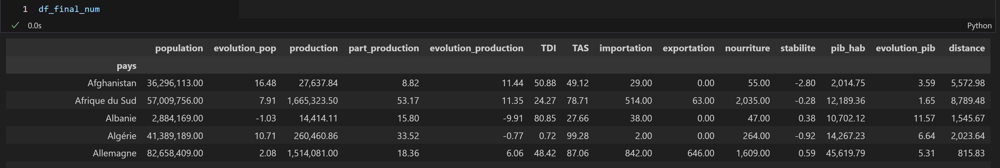 1 df_final_num
0.0s Python
population evolution_pop production part_production evolution_production TDI TAS importation exportation nourriture stabilite pib_hab evolution_pib distance
pays
Afghanistan 36,296,113.00 16.48 27,637.84 8.82 11.44 50.88 49.12 29.00 0.00 55.00 -2.80 2,014.75 3.59 5,572.98
Afrique du Sud 57,009,756.00 7.91 1,665,323.50 53.17 11.35 24.27 78.71 514.00 63.00 2,035.00 -0.28 12,189.36 1.65 8,789.48
Albanie 2,884,169.00 -1.03 14,414.11 15.80 -9.91 80.85 27.66 38.00 0.00 47.00 0.38 10,702.12 11.57 1,545.67
Algérie 41,389,189.00 10.71 260,460.86 33.52 -0.77 0.72 99.28 2.00 0.00 264.00 -0.92 14,267.23 6.64 2,023.64
Allemagne 82,658,409.00 2.08 1,514,081.00 18.36 6.06 48.42 87.06 842.00 646.00 1,609.00 0.59 45,619.79 5.31 815.83